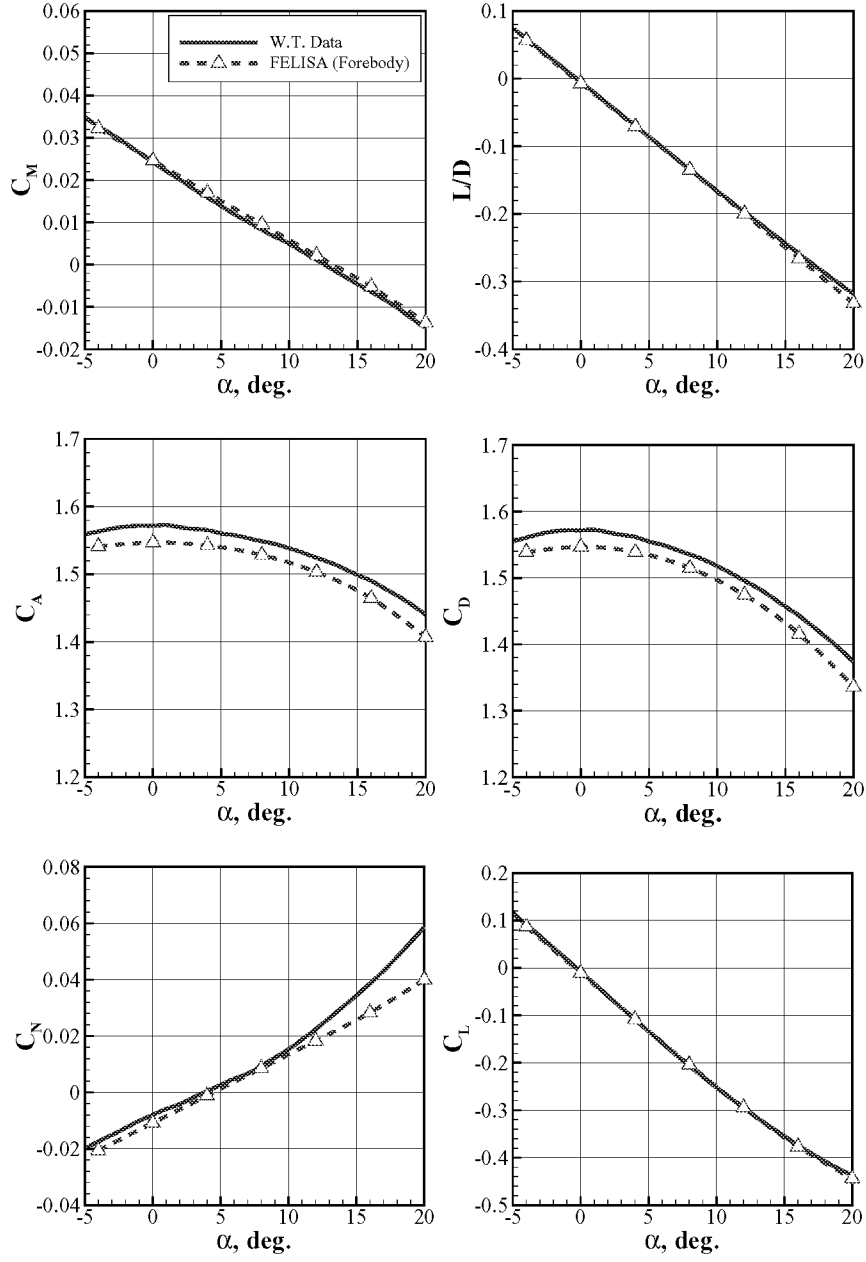 W.T. Data
FELISA (Forebody)
C_M
0.06
0.05
0.04
0.03
0.02
0.01
0
-0.01
-0.02
-5 0 5 10 15 20
α, deg.
L/D
0.1
0
-0.1
-0.2
-0.3
-0.4
-5 0 5 10 15 20
α, deg.
C_A
1.7
1.6
1.5
1.4
1.3
1.2
-5 0 5 10 15 20
α, deg.
C_D
1.7
1.6
1.5
1.4
1.3
1.2
-5 0 5 10 15 20
α, deg.
C_N
0.08
0.06
0.04
0.02
0
-0.02
-0.04
-5 0 5 10 15 20
α, deg.
C_L
0.2
0.1
0
-0.1
-0.2
-0.3
-0.4
-0.5
-5 0 5 10 15 20
α, deg.